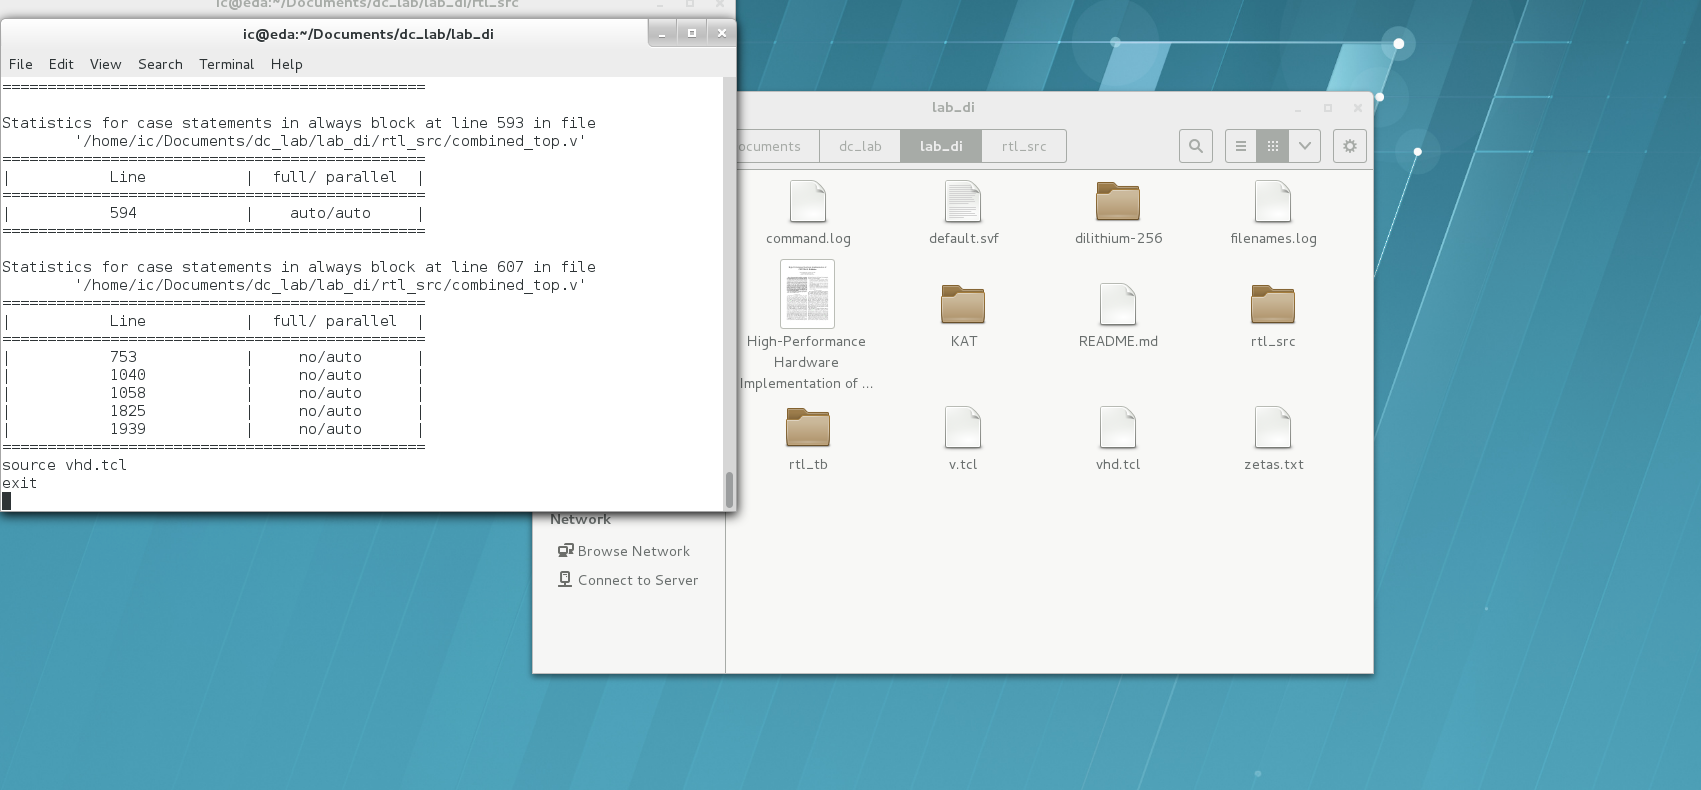 ic@eda:~/Documents/dc_lab/lab_di/rtl_src
ic@eda:~/Documents/dc_lab/lab_di
File Edit View Search Terminal Help
===============================================
Statistics for case statements in always block at line 593 in file
'/home/ic/Documents/dc_lab/lab_di/rtl_src/combined_top.v'
===============================================
| Line | full/ parallel |
===============================================
| 594 | auto/auto |
===============================================
Statistics for case statements in always block at line 607 in file
'/home/ic/Documents/dc_lab/lab_di/rtl_src/combined_top.v'
===============================================
| Line | full/ parallel |
===============================================
| 753 | no/auto |
| 1040 | no/auto |
| 1058 | no/auto |
| 1825 | no/auto |
| 1939 | no/auto |
===============================================
source vhd.tcl
exit
lab_di
ocuments dc_lab lab_di rtl_src
command.log default.svf dilithium-256 filenames.log
High-Performance
Hardware
Implementation of ...
KAT README.md rtl_src
rtl_tb v.tcl vhd.tcl zetas.txt
Network
Browse Network
Connect to Server